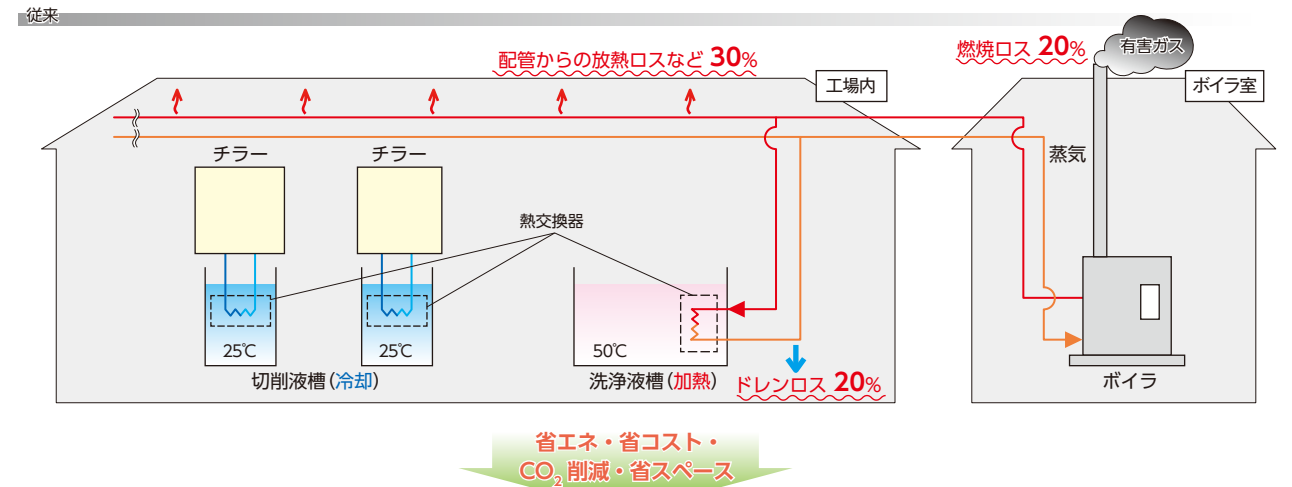 従来
配管からの放熱ロスなど 30%
燃焼ロス 20%
有害ガス
工場内
ボイラ室
チラー
チラー
蒸気
熱交換器
25℃
25℃
50℃
切削液槽(冷却)
洗浄液槽(加熱)
ドレンロス 20%
ボイラ
省エネ・省コスト・
CO₂ 削減・省スペース